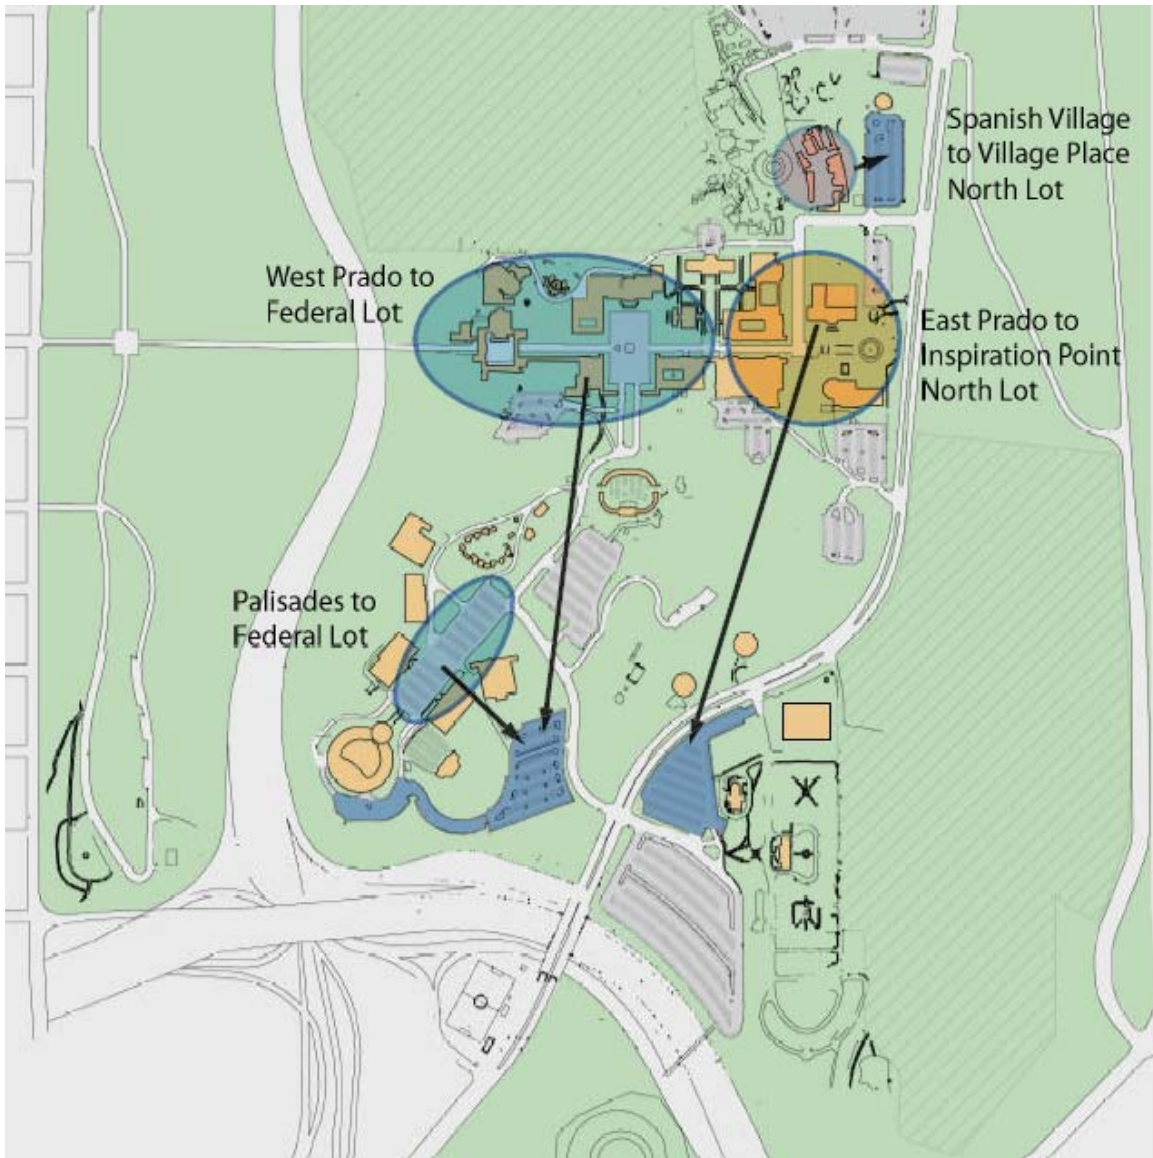 Spanish Village
to Village Place
North Lot
West Prado to
Federal Lot
East Prado to
Inspiration Point
North Lot
Palisades to
Federal Lot